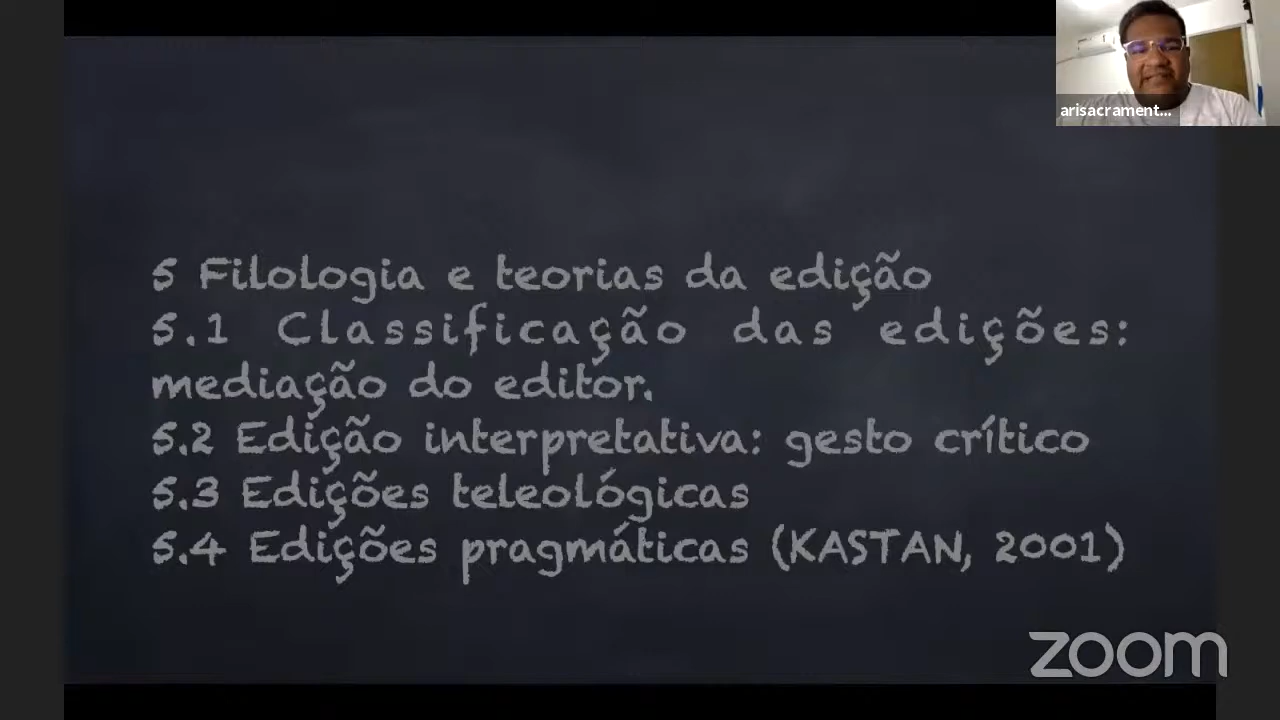 arisacrament...
5 Filologia e teorias da edição
5.1 Classificação das edições:
mediação do editor.
5.2 Edição interpretativa: gesto crítico
5.3 Edições teleológicas
5.4 Edições pragmáticas (KASTAN, 2001)
zoom